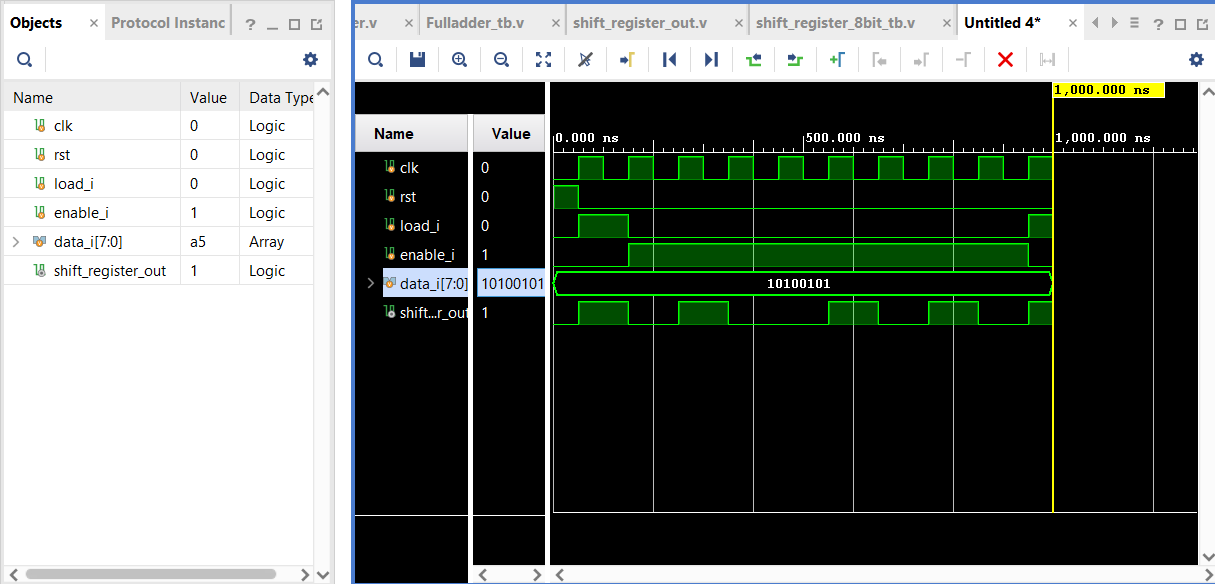 Objects × Protocol Instanc ?
Name Value Data Type
clk 0 Logic
rst 0 Logic
load_i 0 Logic
enable_i 1 Logic
data_i[7:0] a5 Array
shift_register_out 1 Logic
er.v × Fulladder_tb.v × shift_register_out.v × shift_register_8bit_tb.v × Untitled 4* × ?
1,000.000 ns
Name Value
0.000 ns 500.000 ns 1,000.000 ns
clk 0
rst 0
load_i 0
enable_i 1
data_i[7:0] 10100101 10100101
shift...r_out 1